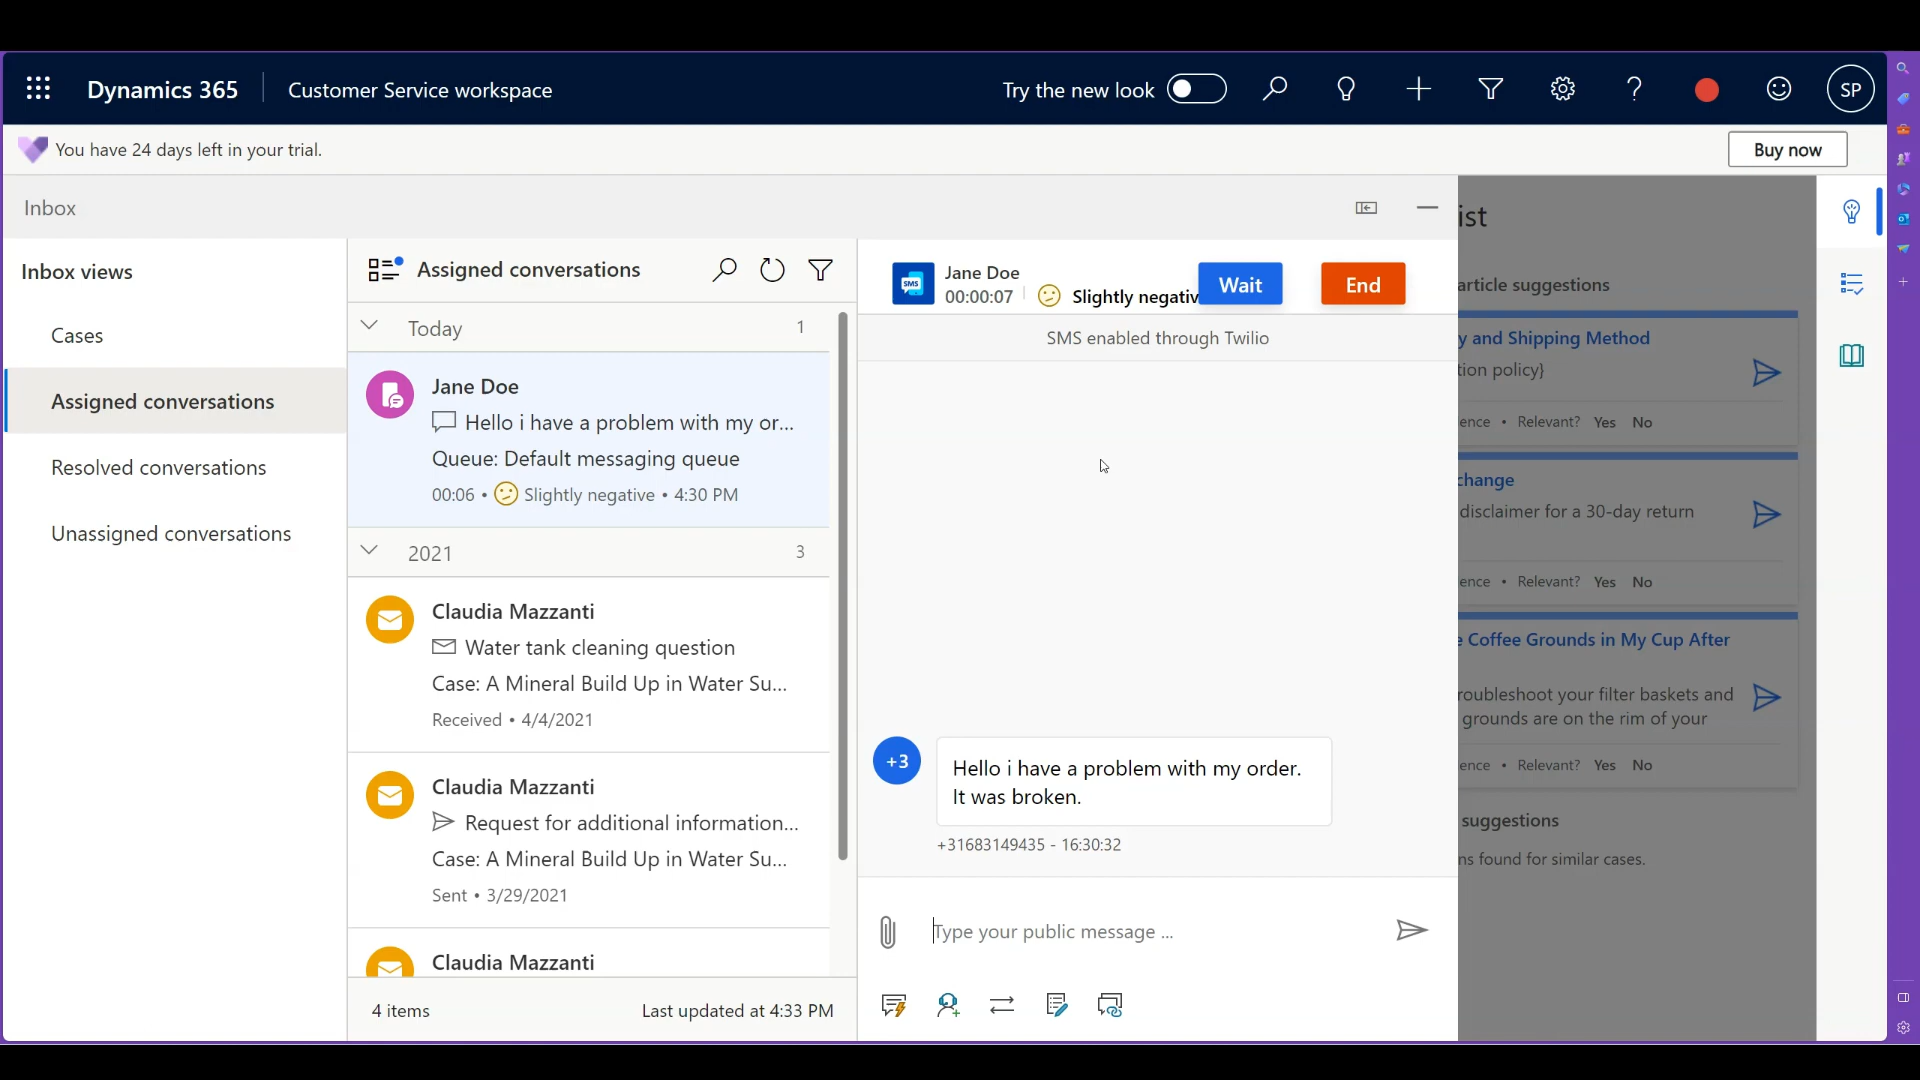 Dynamics 365
Customer Service workspace
Try the new look
SP
You have 24 days left in your trial.
Buy now
Inbox
Inbox views
Cases
Assigned conversations
Resolved conversations
Unassigned conversations
Assigned conversations
Today
1
Jane Doe
Hello i have a problem with my or...
Queue: Default messaging queue
00:06 • Slightly negative • 4:30 PM
2021
3
Claudia Mazzanti
Water tank cleaning question
Case: A Mineral Build Up in Water Su...
Received • 4/4/2021
Claudia Mazzanti
Request for additional information...
Case: A Mineral Build Up in Water Su...
Sent • 3/29/2021
Claudia Mazzanti
4 items
Last updated at 4:33 PM
SMS
Jane Doe
00:00:07
Slightly negativ
Wait
End
SMS enabled through Twilio
+3
Hello i have a problem with my order.
It was broken.
+31683149435 - 16:30:32
Type your public message ...
ist
article suggestions
y and Shipping Method
tion policy}
ence • Relevant? Yes No
change
disclaimer for a 30-day return
ence • Relevant? Yes No
e Coffee Grounds in My Cup After
roubleshoot your filter baskets and
grounds are on the rim of your
ence • Relevant? Yes No
suggestions
ns found for similar cases.